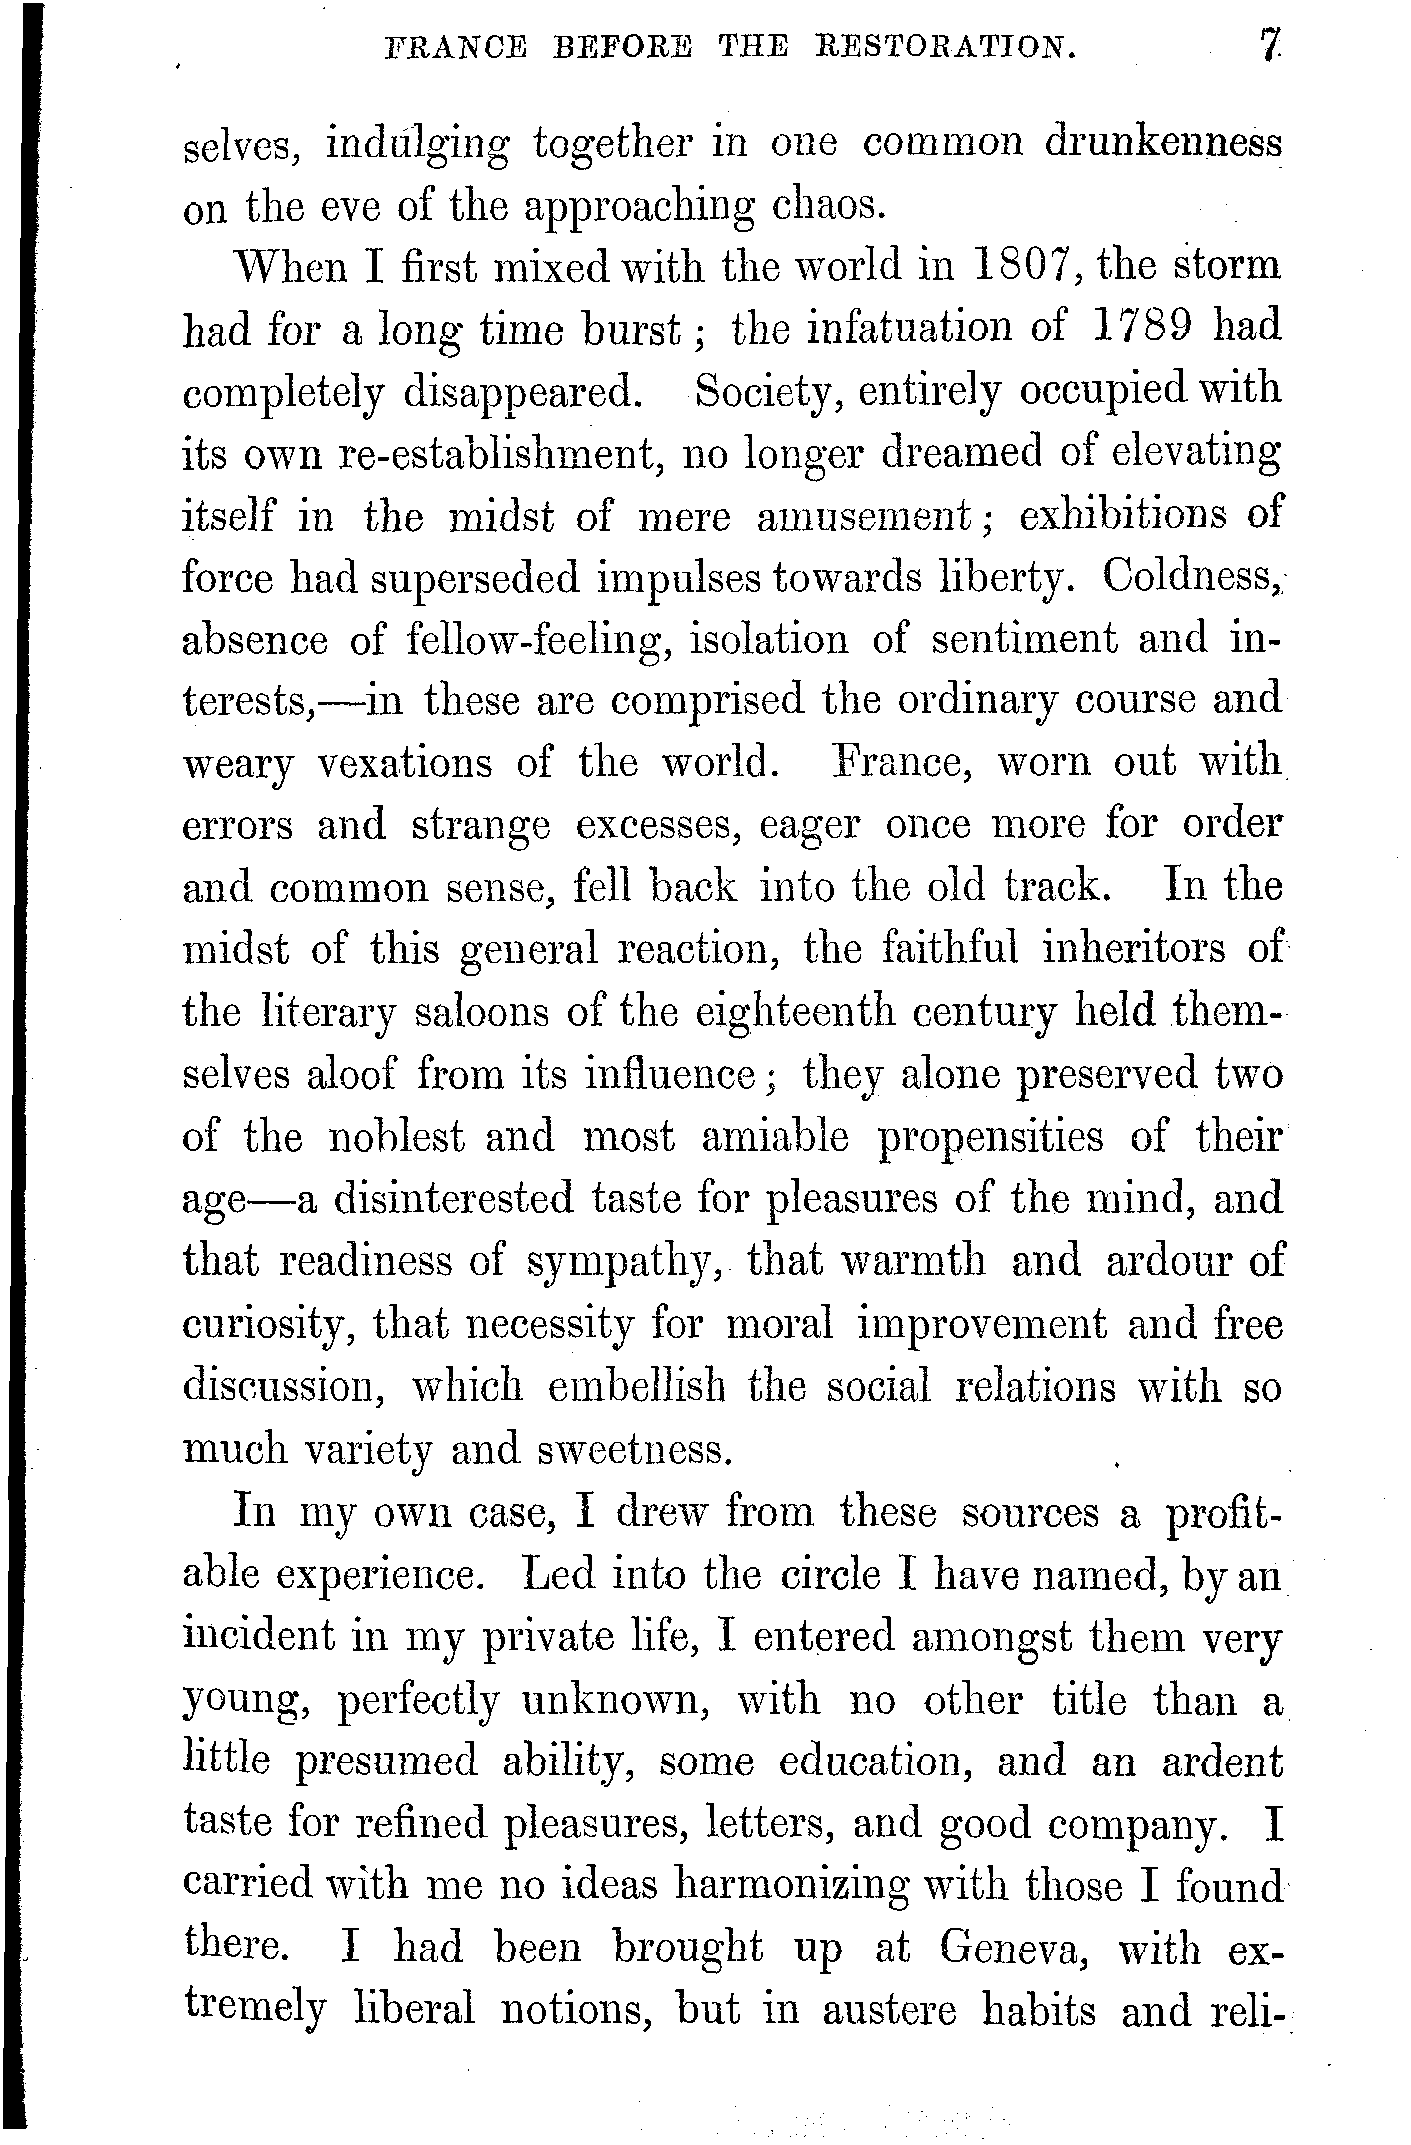 FRANCE BEFORE THE RESTORATION. 7
selves, indulging together in one common drunkenness
on the eve of the approaching chaos.
When I first mixed with the world in 1807, the storm
had for a long time burst; the infatuation of 1789 had
completely disappeared. Society, entirely occupied with
its own re-establishment, no longer dreamed of elevating
itself in the midst of mere amusement; exhibitions of
force had superseded impulses towards liberty. Coldness,
absence of fellow-feeling, isolation of sentiment and in-
terests,—in these are comprised the ordinary course and
weary vexations of the world. France, worn out with
errors and strange excesses, eager once more for order
and common sense, fell back into the old track. In the
midst of this general reaction, the faithful inheritors of
the literary saloons of the eighteenth century held them-
selves aloof from its influence; they alone preserved two
of the noblest and most amiable propensities of their
age—a disinterested taste for pleasures of the mind, and
that readiness of sympathy, that warmth and ardour of
curiosity, that necessity for moral improvement and free
discussion, which embellish the social relations with so
much variety and sweetness.
In my own case, I drew from these sources a profit-
able experience. Led into the circle I have named, by an
incident in my private life, I entered amongst them very
young, perfectly unknown, with no other title than a
little presumed ability, some education, and an ardent
taste for refined pleasures, letters, and good company. I
carried with me no ideas harmonizing with those I found
there. I had been brought up at Geneva, with ex-
tremely liberal notions, but in austere habits and reli-